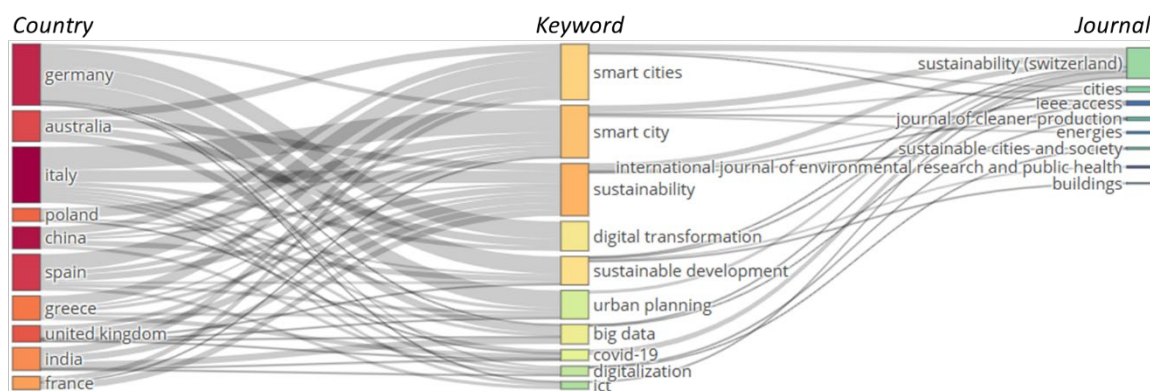 Country
Keyword
Journal
germany
australia
italy
poland
china
spain
greece
united kingdom
india
france
smart cities
smart city
sustainability
digital transformation
sustainable development
urban planning
big data
covid-19
digitalization
ict
sustainability (switzerland)
cities
ieee access
journal of cleaner production
energies
sustainable cities and society
international journal of environmental research and public health
buildings